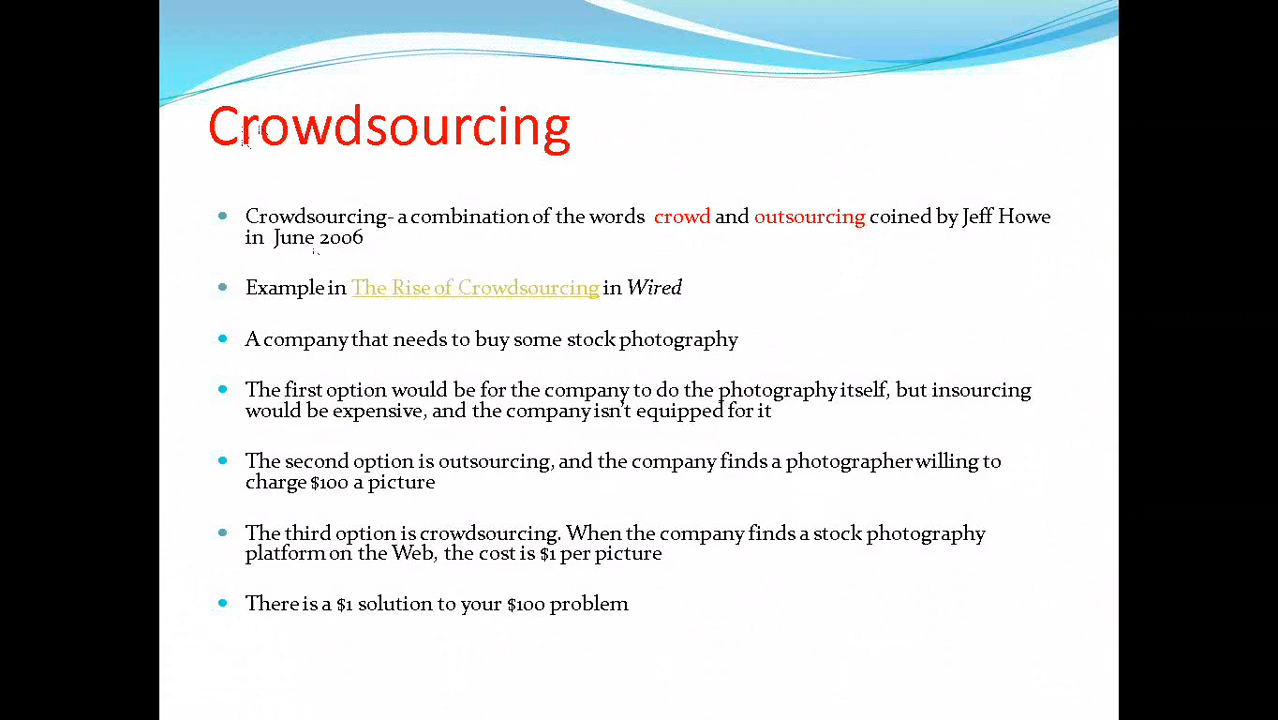 Crowdsourcing
Crowdsourcing- a combination of the words crowd and outsourcing coined by Jeff Howe
in June 2006
Example in The Rise of Crowdsourcing in Wired
A company that needs to buy some stock photography
The first option would be for the company to do the photography itself, but insourcing
would be expensive, and the company isn't equipped for it
The second option is outsourcing, and the company finds a photographer willing to
charge $100 a picture
The third option is crowdsourcing. When the company finds a stock photography
platform on the Web, the cost is $1 per picture
There is a $1 solution to your $100 problem